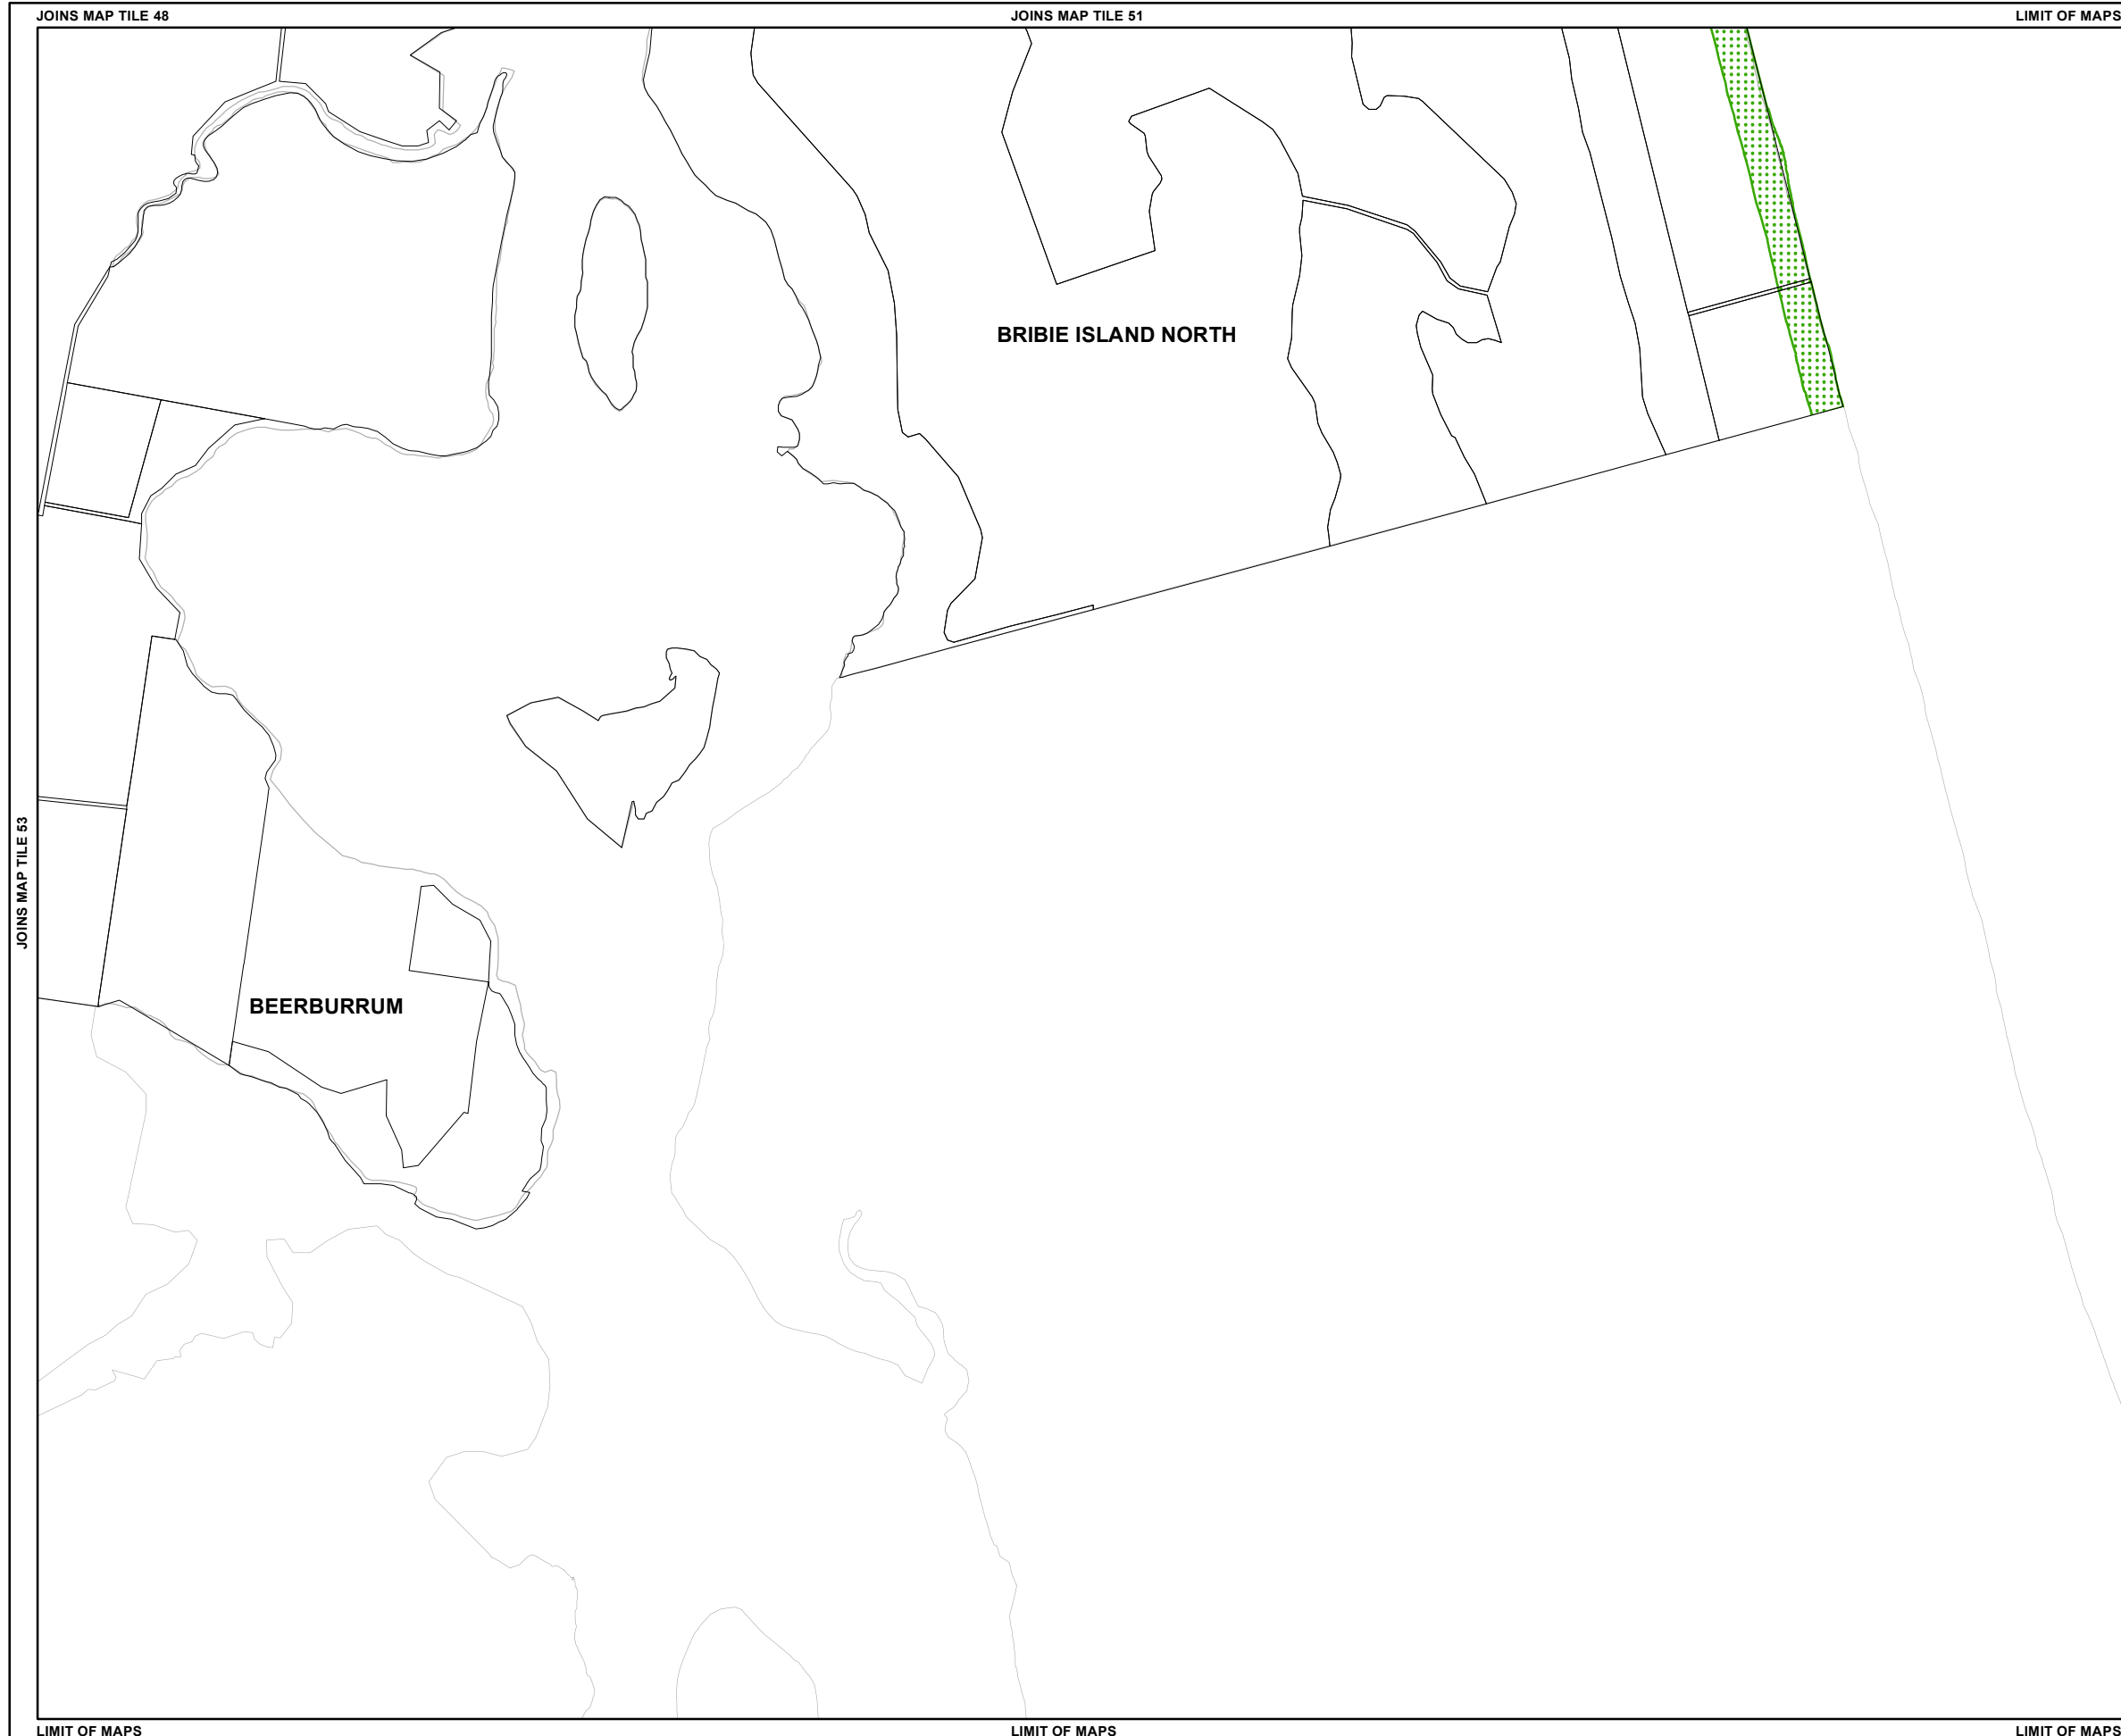 JOINS MAP TILE 48
JOINS MAP TILE 51
LIMIT OF MAPS
BRIBIE ISLAND NORTH
JOINS MAP TILE 53
BEERBURRUM
LIMIT OF MAPS
LIMIT OF MAPS
LIMIT OF MAPS